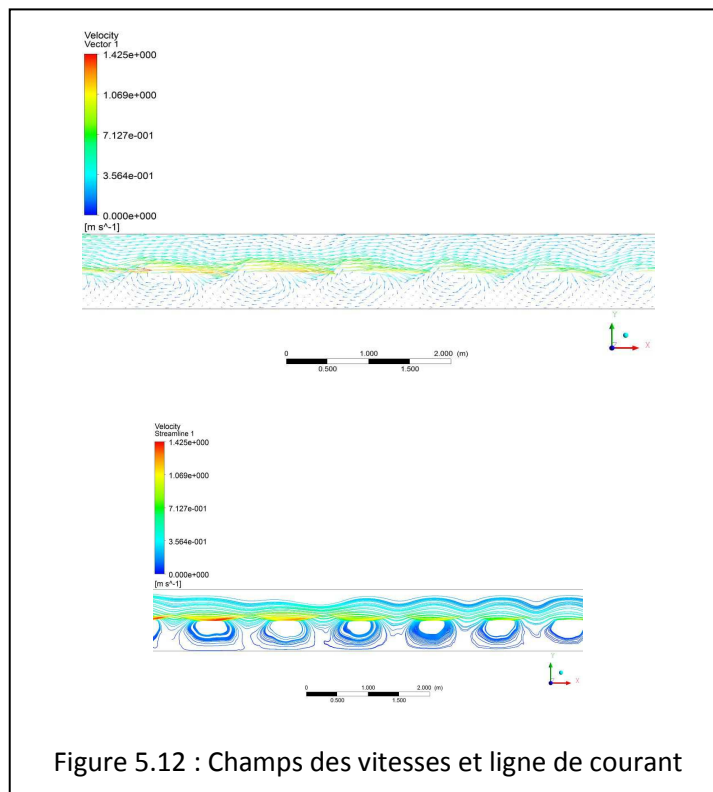 Velocity
Vector 1
1.425e+000
1.069e+000
7.127e-001
3.564e-001
0.000e+000
[m s^-1]
Y
X
0 1.000 2.000 (m)
0.500 1.500
Velocity
Streamline 1
1.425e+000
1.069e+000
7.127e-001
3.564e-001
0.000e+000
[m s^-1]
Y
X
0 1.000 2.000 (m)
0.500 1.500
Figure 5.12 : Champs des vitesses et ligne de courant